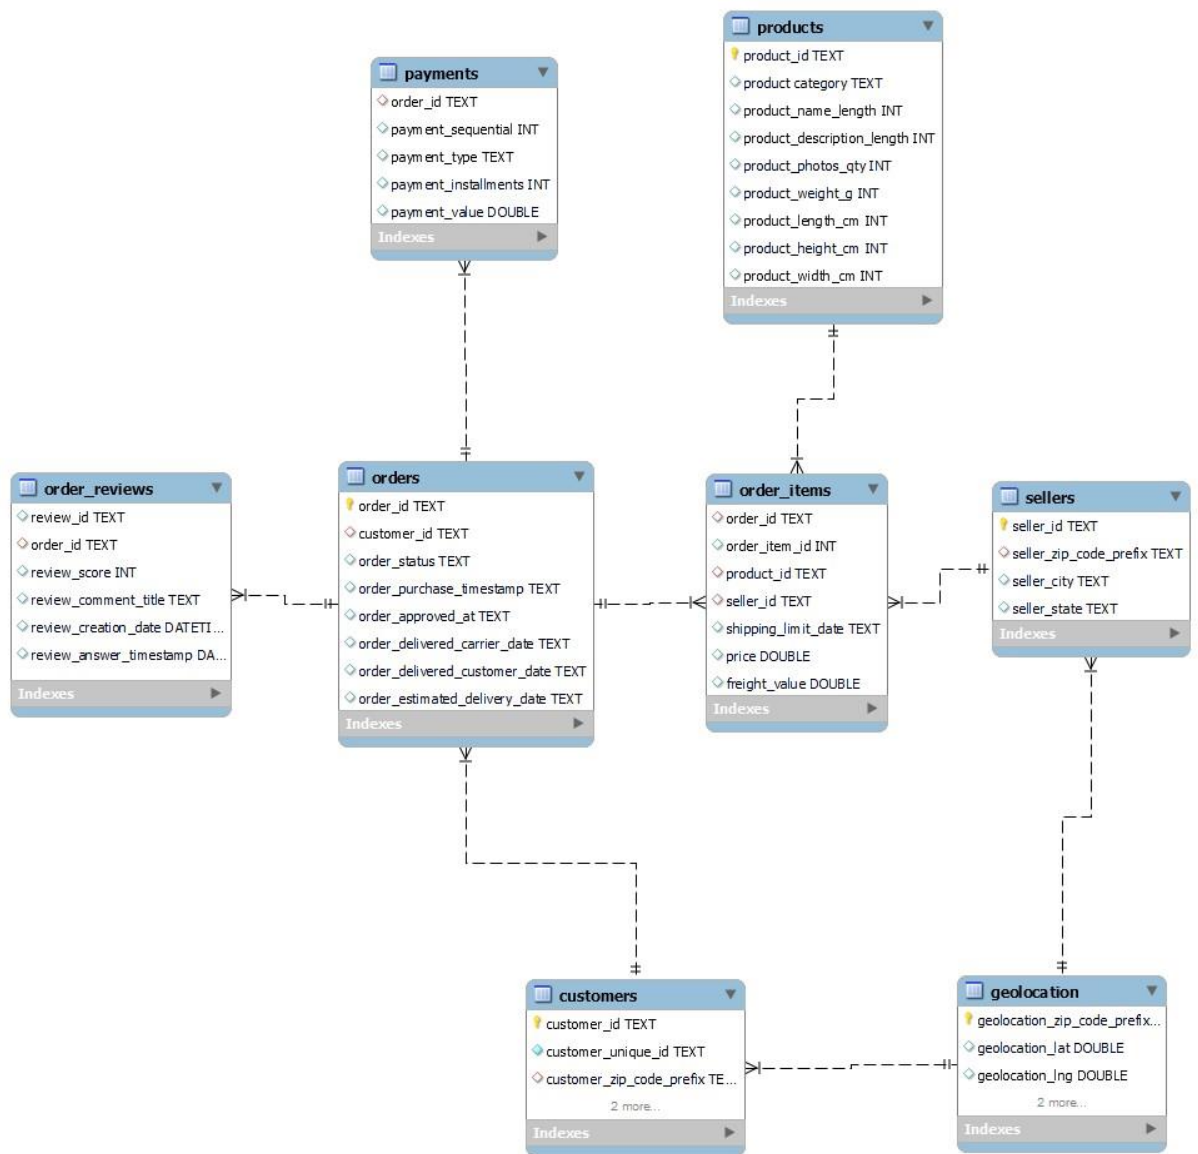 products
product_id TEXT
product category TEXT
product_name_length INT
product_description_length INT
product_photos_qty INT
product_weight_g INT
product_length_cm INT
product_height_cm INT
product_width_cm INT
Indexes
payments
order_id TEXT
payment_sequential INT
payment_type TEXT
payment_installments INT
payment_value DOUBLE
Indexes
order_reviews
review_id TEXT
order_id TEXT
review_score INT
review_comment_title TEXT
review_creation_date DATETI...
review_answer_timestamp DA...
Indexes
orders
order_id TEXT
customer_id TEXT
order_status TEXT
order_purchase_timestamp TEXT
order_approved_at TEXT
order_delivered_carrier_date TEXT
order_delivered_customer_date TEXT
order_estimated_delivery_date TEXT
Indexes
order_items
order_id TEXT
order_item_id INT
product_id TEXT
seller_id TEXT
shipping_limit_date TEXT
price DOUBLE
freight_value DOUBLE
Indexes
sellers
seller_id TEXT
seller_zip_code_prefix TEXT
seller_city TEXT
seller_state TEXT
Indexes
customers
customer_id TEXT
customer_unique_id TEXT
customer_zip_code_prefix TE...
2 more...
Indexes
geolocation
geolocation_zip_code_prefix...
geolocation_lat DOUBLE
geolocation_lng DOUBLE
2 more...
Indexes